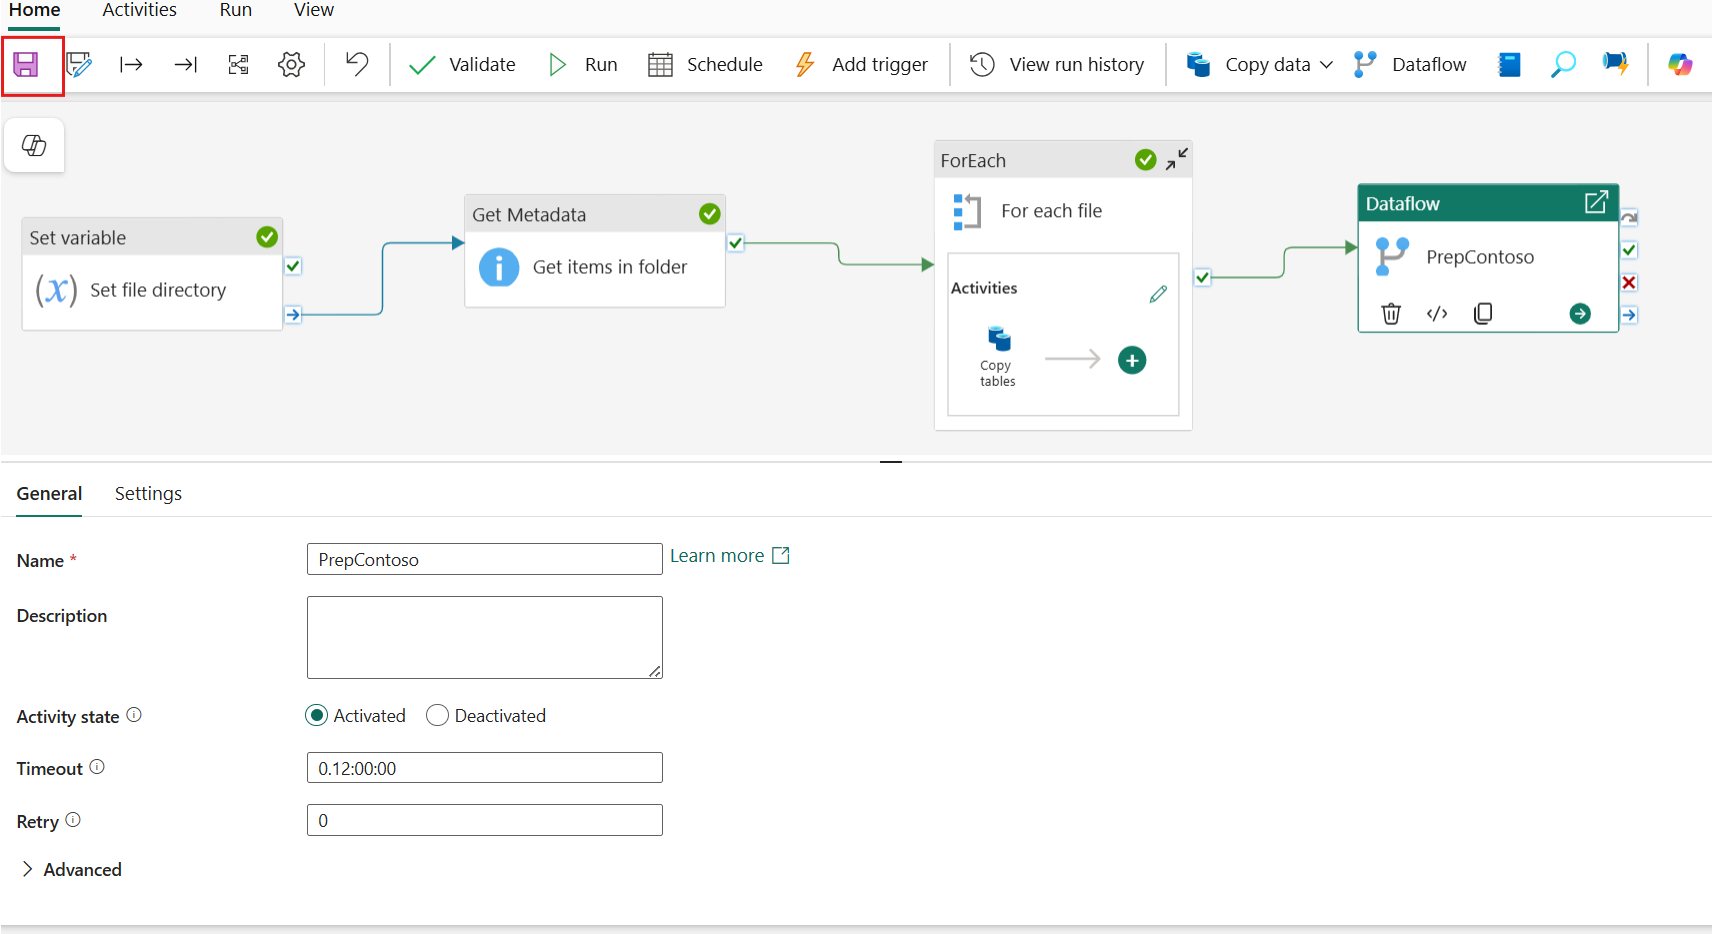 Home Activities Run View
Validate Run Schedule Add trigger View run history Copy data Dataflow
Set variable
(x) Set file directory
Get Metadata
Get items in folder
ForEach
For each file
Activities
Copy
tables
Dataflow
PrepContoso
General Settings
Name * PrepContoso Learn more
Description
Activity state Activated Deactivated
Timeout 0.12:00:00
Retry 0
Advanced